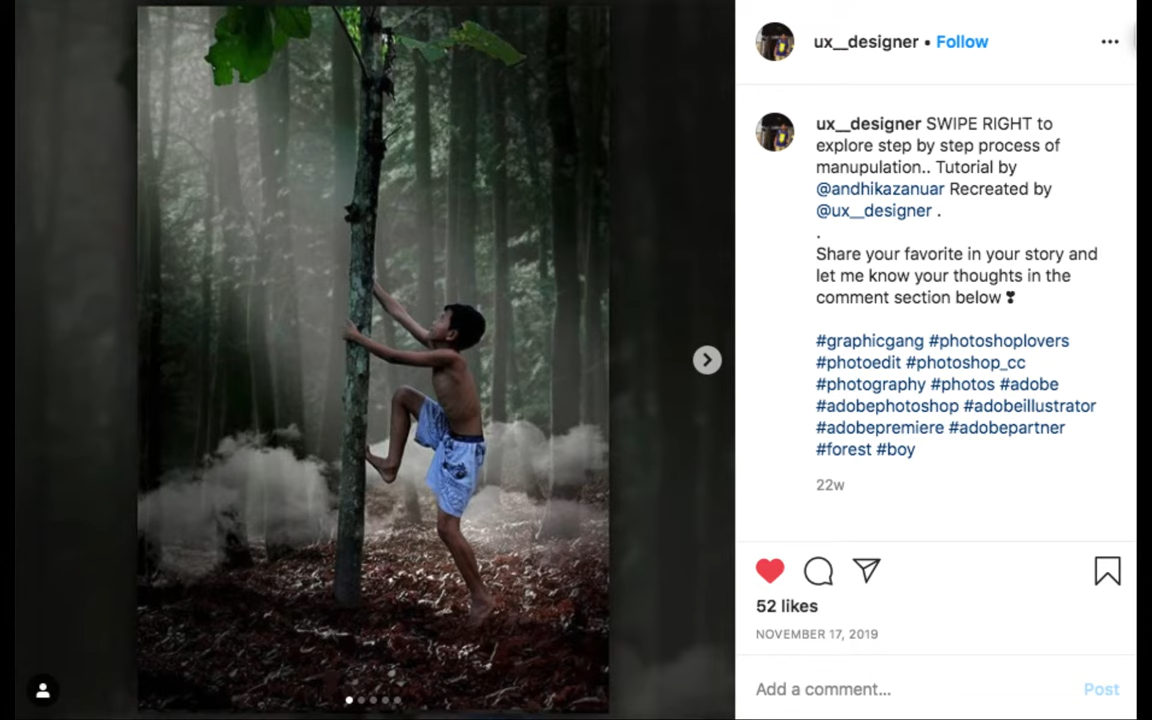 ux__designer • Follow
ux__designer SWIPE RIGHT to
explore step by step process of
manupulation.. Tutorial by
@andhikazanuar Recreated by
@ux__designer .
.
Share your favorite in your story and
let me know your thoughts in the
comment section below ❣
#graphicgang #photoshoplovers
#photoedit #photoshop_cc
#photography #photos #adobe
#adobephotoshop #adobeillustrator
#adobepremiere #adobepartner
#forest #boy
22w
52 likes
NOVEMBER 17, 2019
Add a comment... Post